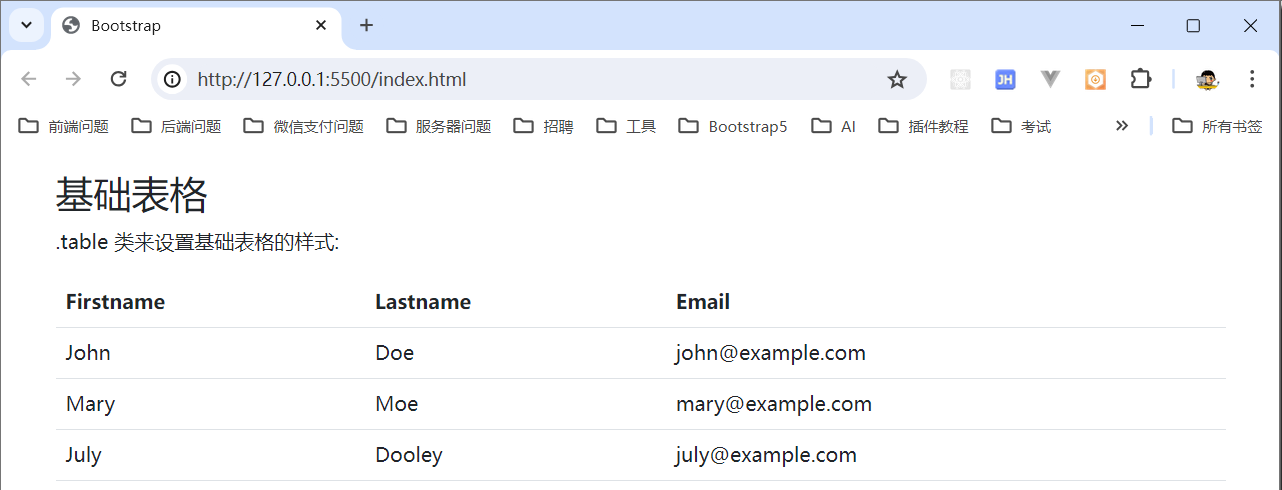 Bootstrap
http://127.0.0.1:5500/index.html
JH
前端问题 后端问题 微信支付问题 服务器问题 招聘 工具 Bootstrap5 AI 插件教程 考试 所有书签
基础表格
.table 类来设置基础表格的样式:
Firstname Lastname Email
John Doe john@example.com
Mary Moe mary@example.com
July Dooley july@example.com